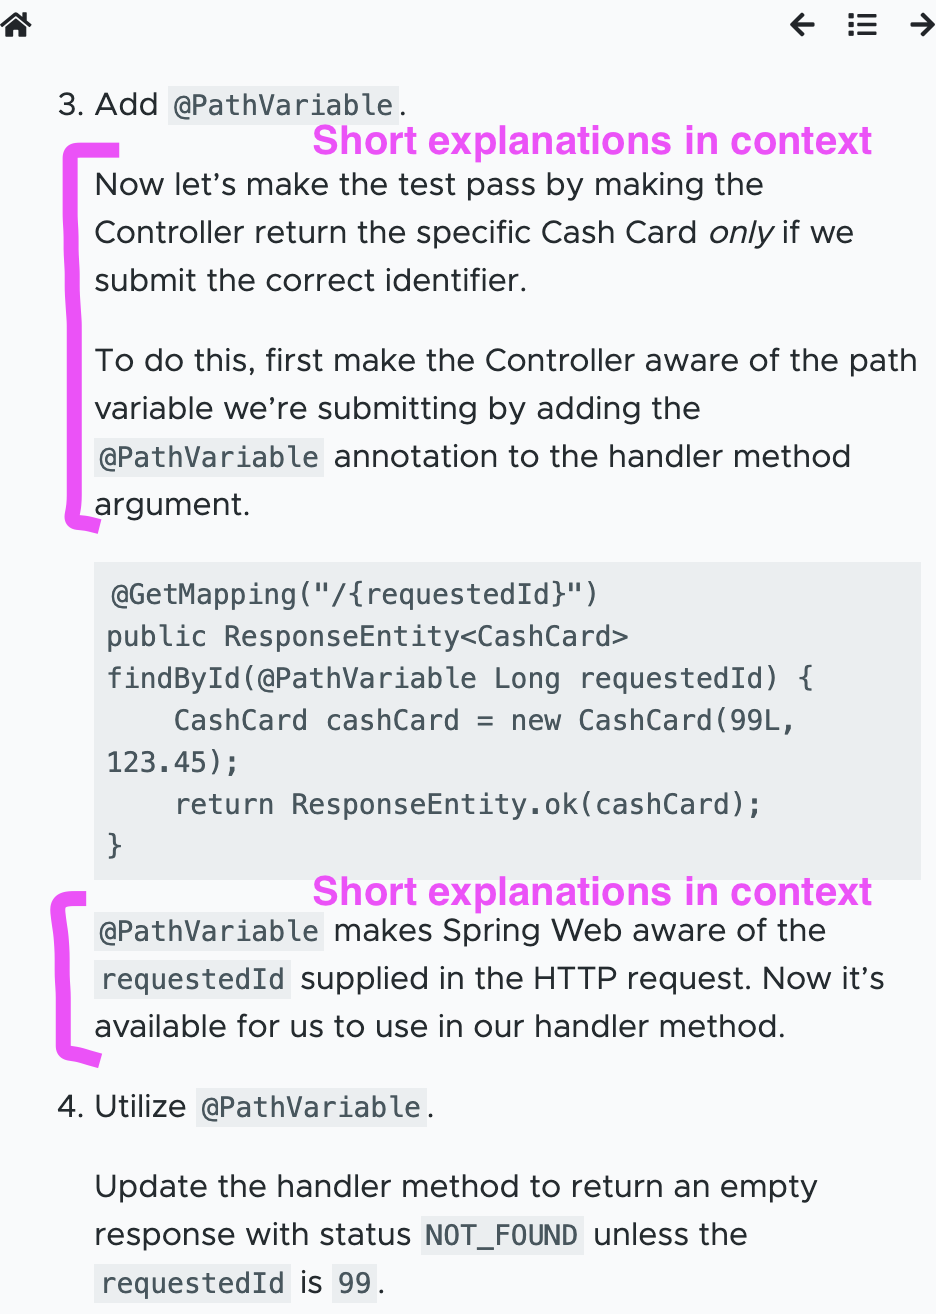 3. Add @PathVariable.
Short explanations in context
Now let’s make the test pass by making the
Controller return the specific Cash Card only if we
submit the correct identifier.
To do this, first make the Controller aware of the path
variable we’re submitting by adding the
@PathVariable annotation to the handler method
argument.
@GetMapping("/{requestedId}")
public ResponseEntity<CashCard>
findById(@PathVariable Long requestedId) {
    CashCard cashCard = new CashCard(99L,
123.45);
    return ResponseEntity.ok(cashCard);
}
Short explanations in context
@PathVariable makes Spring Web aware of the
requestedId supplied in the HTTP request. Now it’s
available for us to use in our handler method.
4. Utilize @PathVariable.
Update the handler method to return an empty
response with status NOT_FOUND unless the
requestedId is 99.